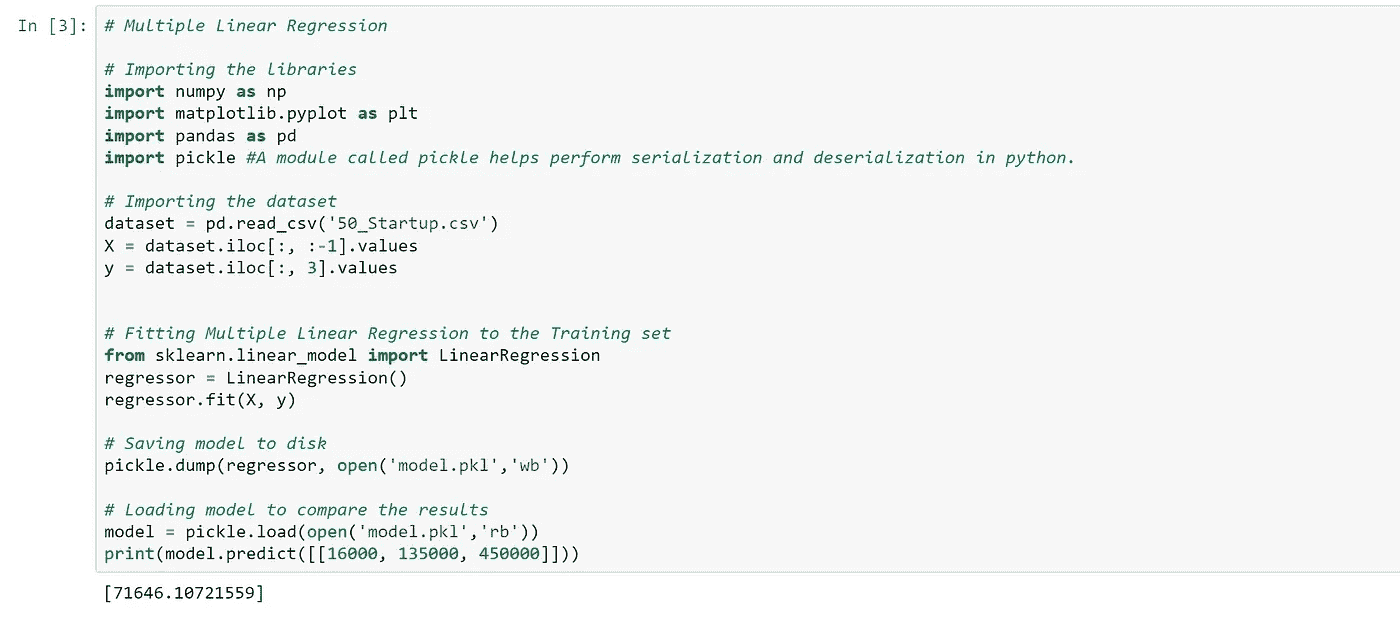 In [3]: # Multiple Linear Regression
# Importing the libraries
import numpy as np
import matplotlib.pyplot as plt
import pandas as pd
import pickle #A module called pickle helps perform serialization and deserialization in python.
# Importing the dataset
dataset = pd.read_csv('50_Startup.csv')
X = dataset.iloc[:, :-1].values
y = dataset.iloc[:, 3].values
# Fitting Multiple Linear Regression to the Training set
from sklearn.linear_model import LinearRegression
regressor = LinearRegression()
regressor.fit(X, y)
# Saving model to disk
pickle.dump(regressor, open('model.pkl','wb'))
# Loading model to compare the results
model = pickle.load(open('model.pkl','rb'))
print(model.predict([[16000, 135000, 450000]]))
[71646.10721559]